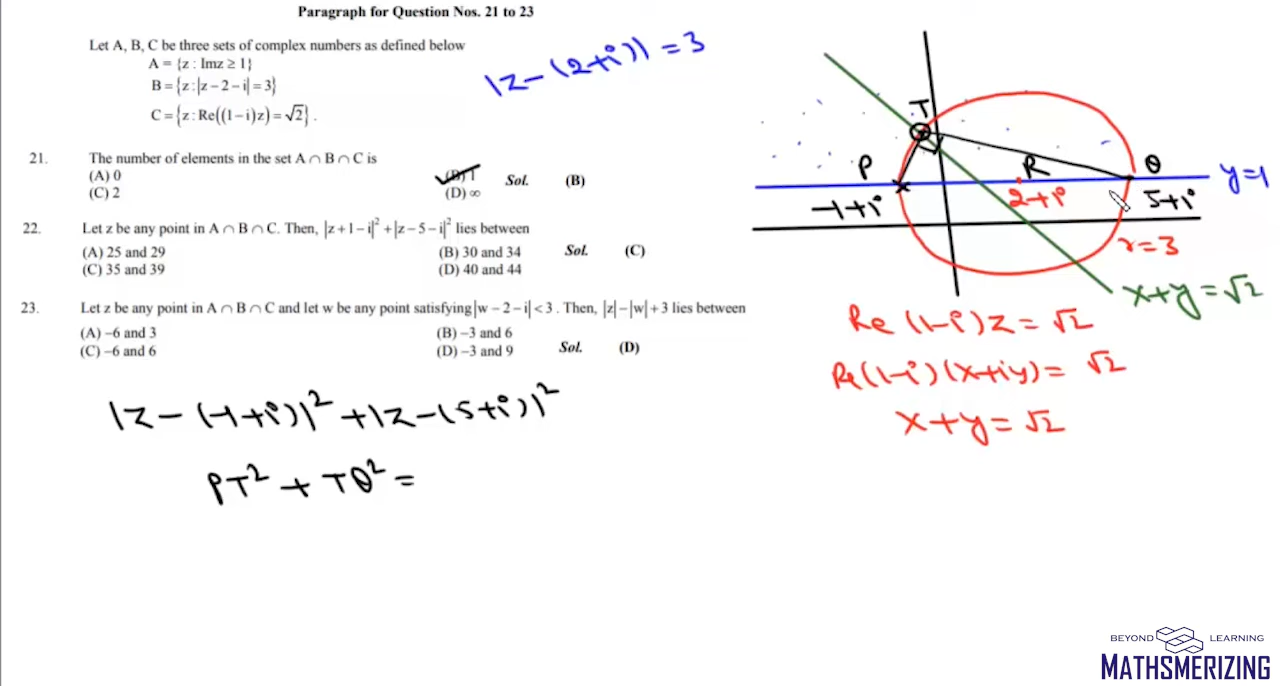 Paragraph for Question Nos. 21 to 23
Let A, B, C be three sets of complex numbers as defined below
A = {z : Imz ≥ 1}
B = {z : |z − 2 − i| = 3}
C = {z : Re((1 − i)z) = √2} .
|z − (2+i)| = 3
21. The number of elements in the set A ∩ B ∩ C is
(A) 0 (B) 1
(C) 2 (D) ∞
Sol. (B)
22. Let z be any point in A ∩ B ∩ C. Then, |z + 1 − i|² + |z − 5 − i|² lies between
(A) 25 and 29 (B) 30 and 34
(C) 35 and 39 (D) 40 and 44
Sol. (C)
23. Let z be any point in A ∩ B ∩ C and let w be any point satisfying |w − 2 − i| < 3 . Then, |z| − |w| + 3 lies between
(A) −6 and 3 (B) −3 and 6
(C) −6 and 6 (D) −3 and 9
Sol. (D)
|z − (−1+i)|² + |z − (5+i)|²
PT² + TQ² =
T
P R Q
y=1
−1+i 2+i 5+i
r=3
x+y=√2
Re (1−i) z = √2
Re (1−i) (x+iy) = √2
x+y=√2
BEYOND LEARNING
MATHSMERIZING